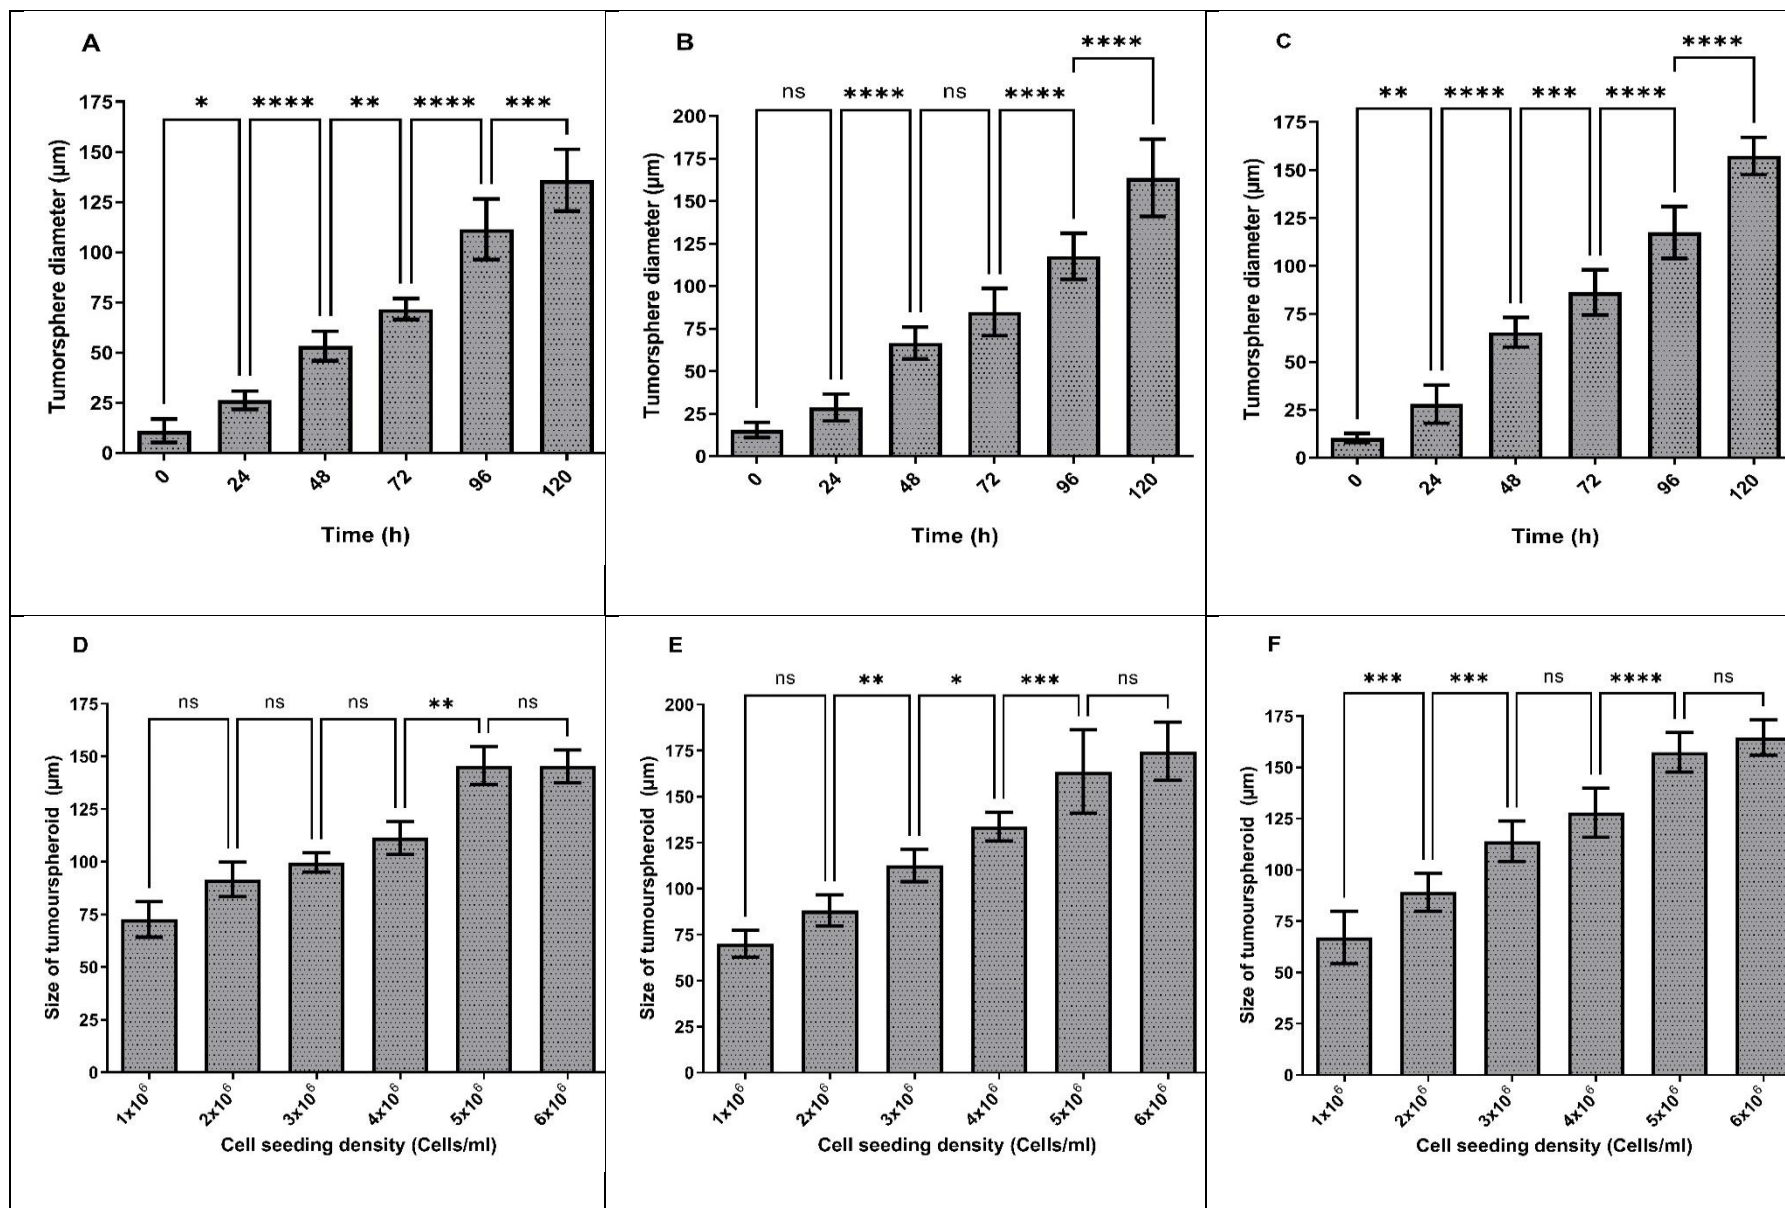 A
* **** ** **** ***
Tumorsphere diameter (µm)
175
150
125
100
75
50
25
0
0 24 48 72 96 120
Time (h)
B
****
ns **** ns ****
Tumorsphere diameter (µm)
200
175
150
125
100
75
50
25
0
0 24 48 72 96 120
Time (h)
C
****
** **** *** ****
Tumorsphere diameter (µm)
175
150
125
100
75
50
25
0
0 24 48 72 96 120
Time (h)
D
ns ns ns ** ns
Size of tumourspheroid (µm)
175
150
125
100
75
50
25
0
1x10⁶ 2x10⁶ 3x10⁶ 4x10⁶ 5x10⁶ 6x10⁶
Cell seeding density (Cells/ml)
E
ns ** * *** ns
Size of tumourspheroid (µm)
200
175
150
125
100
75
50
25
0
1x10⁶ 2x10⁶ 3x10⁶ 4x10⁶ 5x10⁶ 6x10⁶
Cell seeding density (Cells/ml)
F
*** *** ns **** ns
Size of tumourspheroid (µm)
175
150
125
100
75
50
25
0
1x10⁶ 2x10⁶ 3x10⁶ 4x10⁶ 5x10⁶ 6x10⁶
Cell seeding density (Cells/ml)